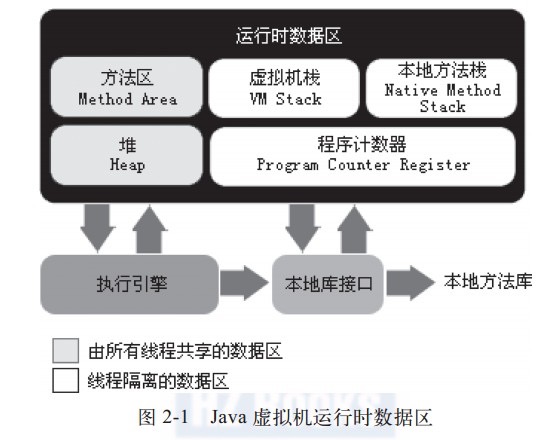 运行时数据区
方法区
Method Area
虚拟机栈
VM Stack
本地方法栈
Native Method
Stack
堆
Heap
程序计数器
Program Counter Register
执行引擎
本地库接口
本地方法库
由所有线程共享的数据区
线程隔离的数据区
图 2-1 Java 虚拟机运行时数据区